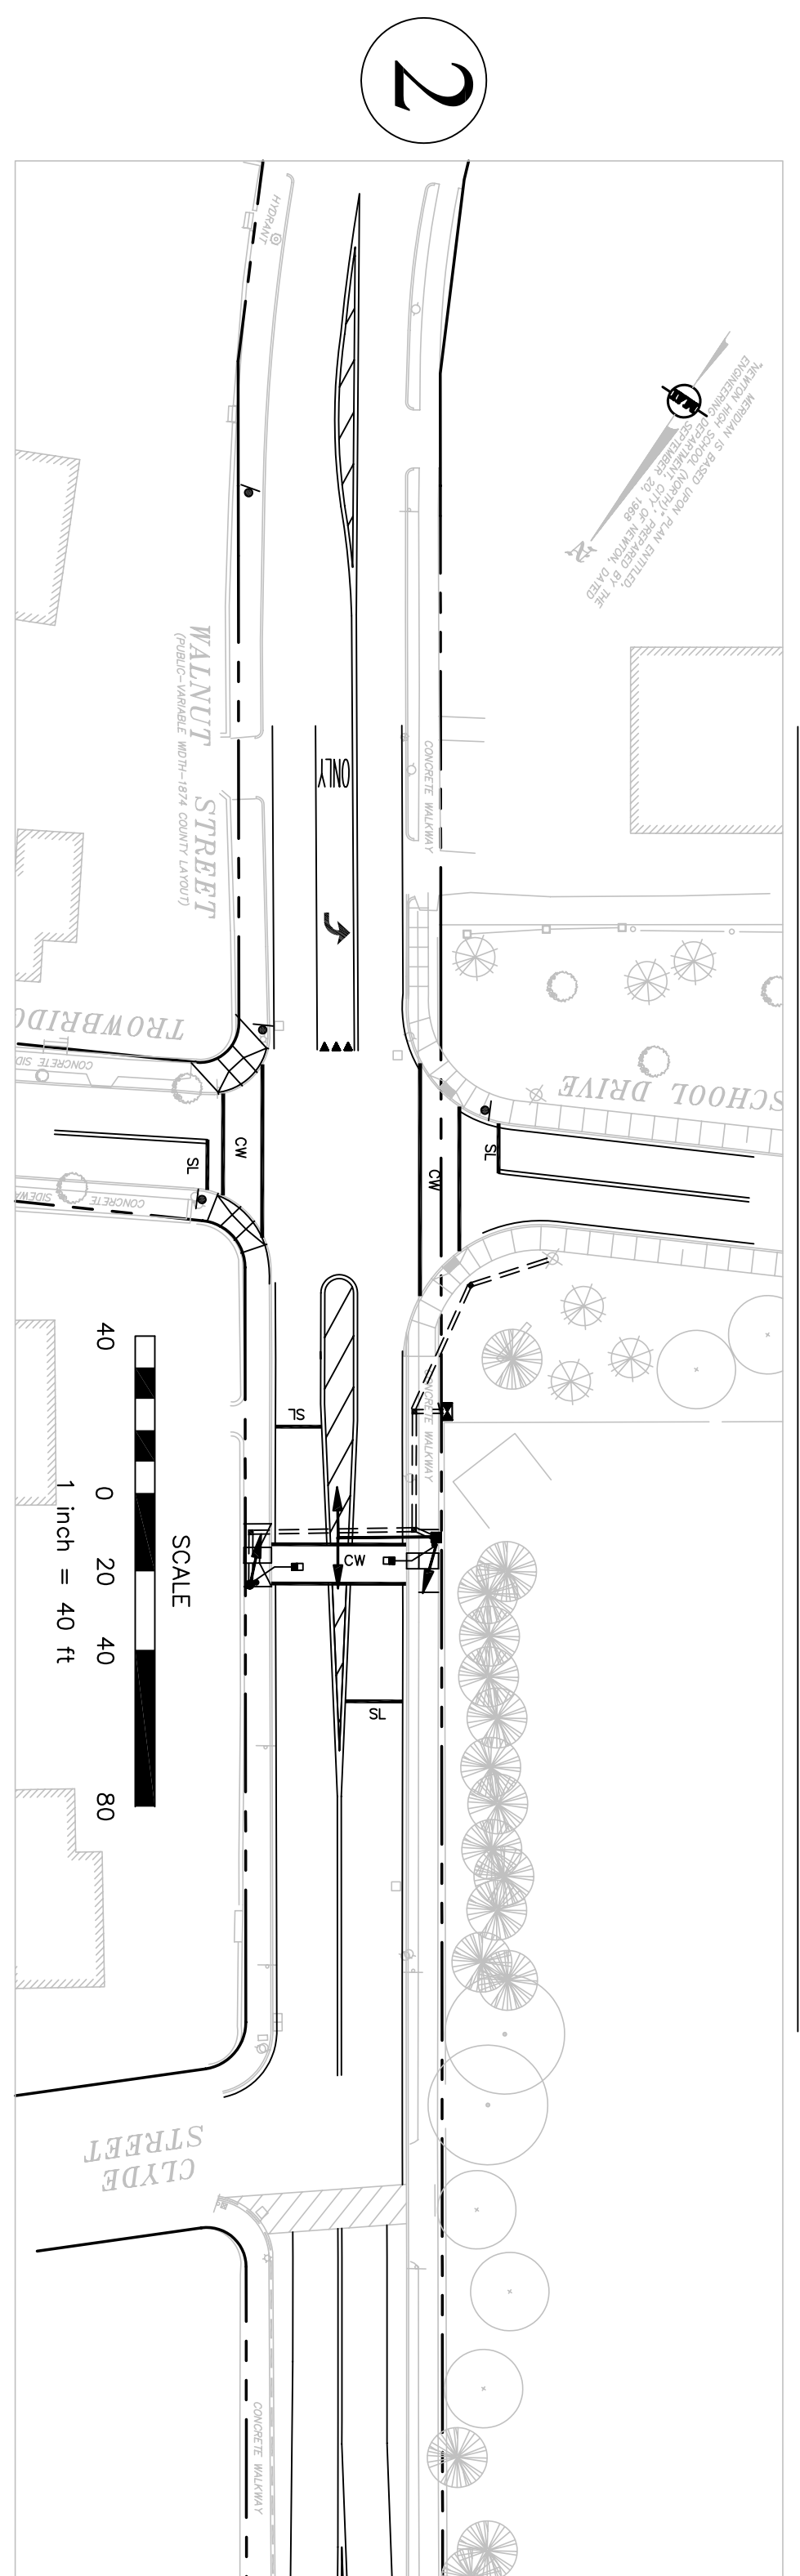 2
HYDRANT
MERIDIAN IS BASED UPON PLAN ENTITLED,
"NEWTON HIGH SCHOOL (NORTH)", PREPARED BY THE
ENGINEERING DEPARTMENT, CITY OF NEWTON, DATED
SEPTEMBER 20, 1968
N
WALNUT STREET
(PUBLIC-VARIABLE WIDTH-1874 COUNTY LAYOUT)
ONLY
CONCRETE WALKWAY
TROWBRIDG
CONCRETE SID
SCHOOL DRIVE
CW
SL
CW
SL
CONCRETE SIDEWA
SL
CONCRETE WALKWAY
CW
SL
SCALE
40 0 20 40 80
1 inch = 40 ft
CLYDE
STREET
CONCRETE WALKWAY